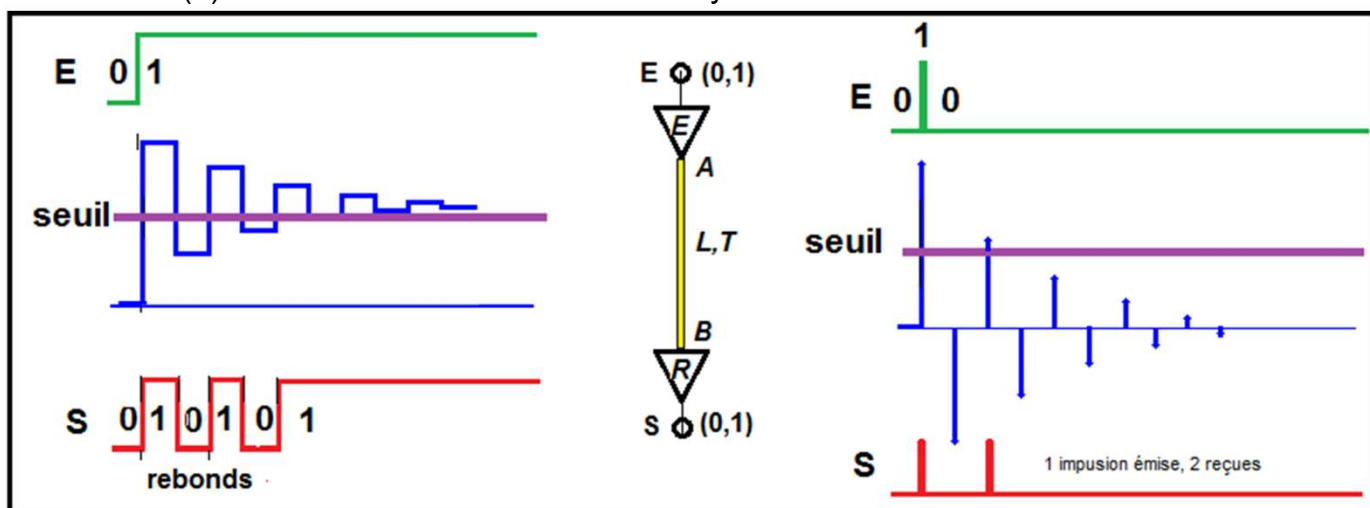 E 0 1
seuil
S 0 1 0 1 0 1
rebonds
E (0,1)
E
A
L,T
B
R
S (0,1)
1
E 0 0
seuil
S
1 impusion émise, 2 reçues